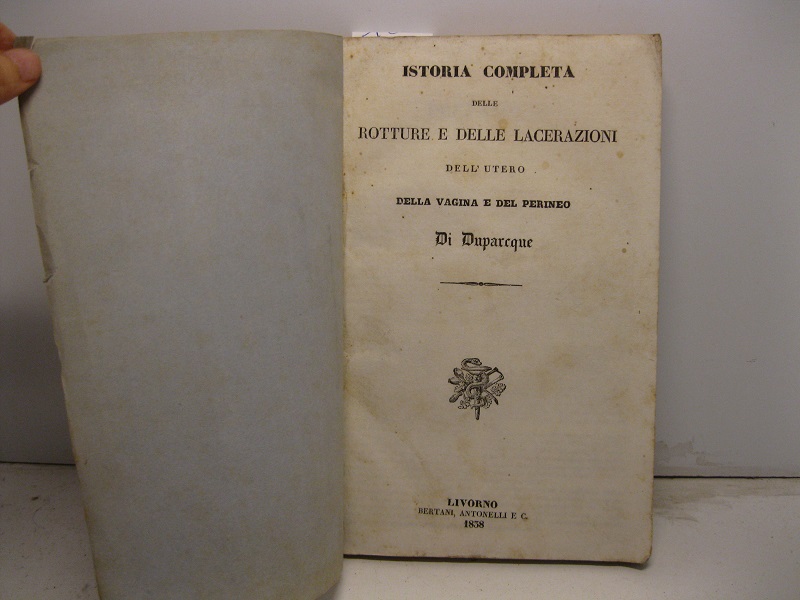 ISTORIA COMPLETA
DELLE
ROTTURE E DELLE LACERAZIONI
DELL' UTERO
DELLA VAGINA E DEL PERINEO
Di Duparcque
LIVORNO
BERTANI, ANTONELLI E C.
1838